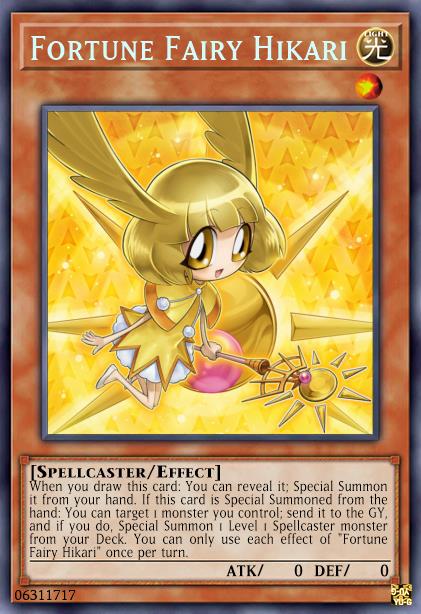 FORTUNE FAIRY HIKARI
LIGHT
光
[SPELLCASTER/EFFECT]
When you draw this card: You can reveal it; Special Summon
it from your hand. If this card is Special Summoned from the
hand: You can target 1 monster you control; send it to the GY,
and if you do, Special Summon 1 Level 1 Spellcaster monster
from your Deck. You can only use each effect of "Fortune
Fairy Hikari" once per turn.
ATK/ 0 DEF/ 0
06311717